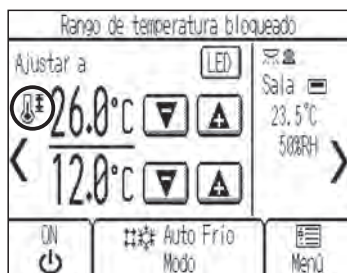 Rango de temperatura bloqueado
Ajustar a
LED
Sala
26.0°C
23.5°C
50%RH
12.0°C
ON
Auto Frío
Modo
Menú